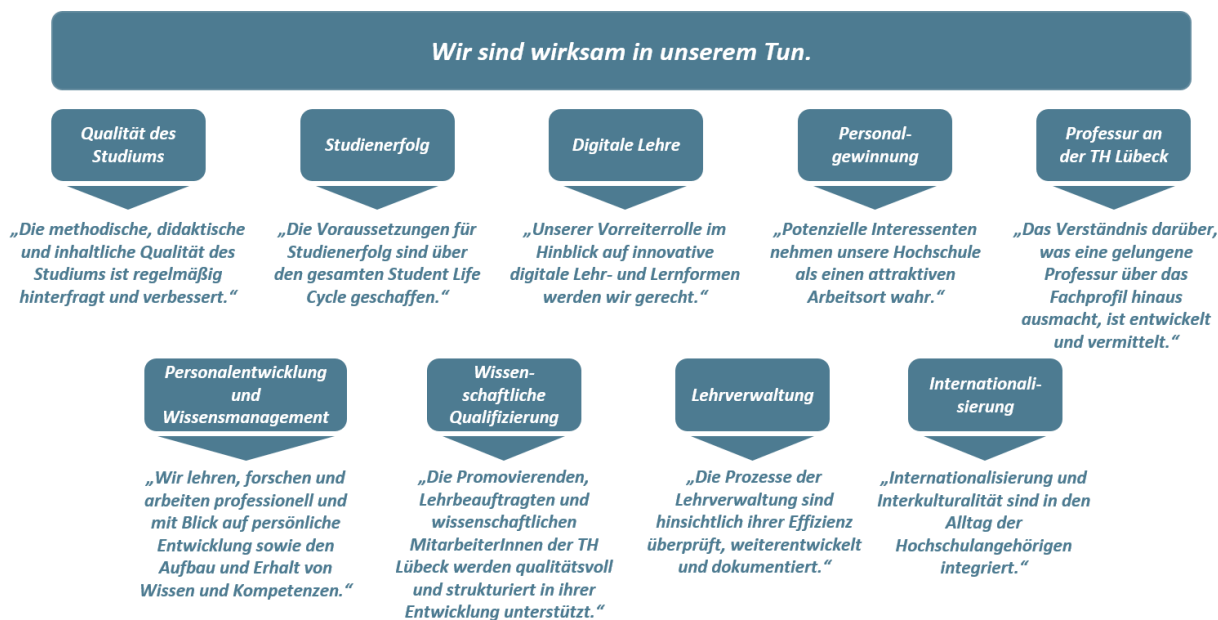 Wir sind wirksam in unserem Tun.
Qualität des
Studiums
„Die methodische, didaktische
und inhaltliche Qualität des
Studiums ist regelmäßig
hinterfragt und verbessert.“
Studienerfolg
„Die Voraussetzungen für
Studienerfolg sind über
den gesamten Student Life
Cycle geschaffen.“
Digitale Lehre
„Unserer Vorreiterrolle im
Hinblick auf innovative
digitale Lehr- und Lernformen
werden wir gerecht.“
Personal-
gewinnung
„Potenzielle Interessenten
nehmen unsere Hochschule
als einen attraktiven
Arbeitsort wahr.“
Professur an
der TH Lübeck
„Das Verständnis darüber,
was eine gelungene
Professur über das
Fachprofil hinaus
ausmacht, ist entwickelt
und vermittelt.“
Personalentwicklung
und
Wissensmanagement
„Wir lehren, forschen und
arbeiten professionell und
mit Blick auf persönliche
Entwicklung sowie den
Aufbau und Erhalt von
Wissen und Kompetenzen.“
Wissen-
schaftliche
Qualifizierung
„Die Promovierenden,
Lehrbeauftragten und
wissenschaftlichen
MitarbeiterInnen der TH
Lübeck werden qualitätsvoll
und strukturiert in ihrer
Entwicklung unterstützt.“
Lehrverwaltung
„Die Prozesse der
Lehrverwaltung sind
hinsichtlich ihrer Effizienz
überprüft, weiterentwickelt
und dokumentiert.“
Internationali-
sierung
„Internationalisierung und
Interkulturalität sind in den
Alltag der
Hochschulangehörigen
integriert.“